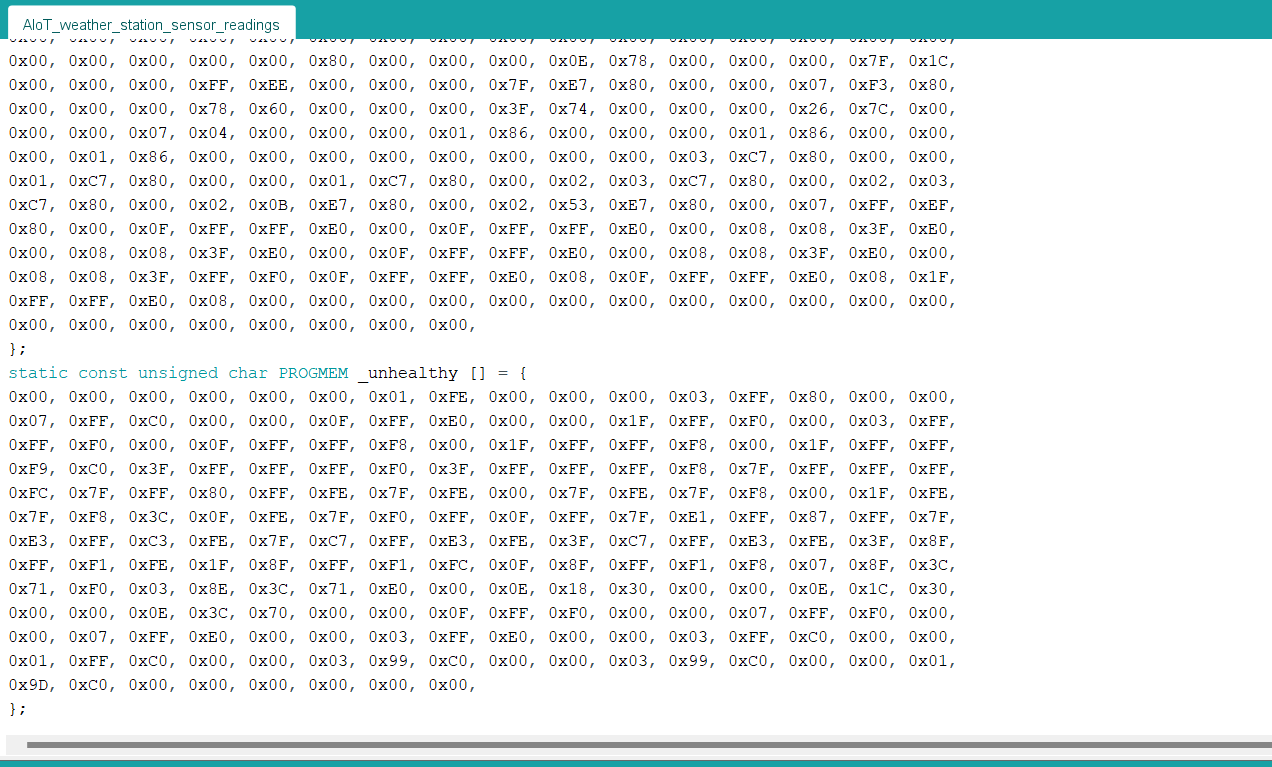 AIoT_weather_station_sensor_readings
0x00, 0x00, 0x00, 0x00, 0x00, 0x80, 0x00, 0x00, 0x00, 0x0E, 0x78, 0x00, 0x00, 0x00, 0x7F, 0x1C,
0x00, 0x00, 0x00, 0xFF, 0xEE, 0x00, 0x00, 0x00, 0x7F, 0xE7, 0x80, 0x00, 0x00, 0x07, 0xF3, 0x80,
0x00, 0x00, 0x00, 0x78, 0x60, 0x00, 0x00, 0x00, 0x3F, 0x74, 0x00, 0x00, 0x00, 0x26, 0x7C, 0x00,
0x00, 0x00, 0x07, 0x04, 0x00, 0x00, 0x00, 0x01, 0x86, 0x00, 0x00, 0x00, 0x01, 0x86, 0x00, 0x00,
0x00, 0x01, 0x86, 0x00, 0x00, 0x00, 0x00, 0x00, 0x00, 0x00, 0x00, 0x03, 0xC7, 0x80, 0x00, 0x00,
0x01, 0xC7, 0x80, 0x00, 0x00, 0x01, 0xC7, 0x80, 0x00, 0x02, 0x03, 0xC7, 0x80, 0x00, 0x02, 0x03,
0xC7, 0x80, 0x00, 0x02, 0x0B, 0xE7, 0x80, 0x00, 0x02, 0x53, 0xE7, 0x80, 0x00, 0x07, 0xFF, 0xEF,
0x80, 0x00, 0x0F, 0xFF, 0xFF, 0xE0, 0x00, 0x0F, 0xFF, 0xFF, 0xE0, 0x00, 0x08, 0x08, 0x3F, 0xE0,
0x00, 0x08, 0x08, 0x3F, 0xE0, 0x00, 0x0F, 0xFF, 0xFF, 0xE0, 0x00, 0x08, 0x08, 0x3F, 0xE0, 0x00,
0x08, 0x08, 0x3F, 0xFF, 0xF0, 0x0F, 0xFF, 0xFF, 0xE0, 0x08, 0x0F, 0xFF, 0xFF, 0xE0, 0x08, 0x1F,
0xFF, 0xFF, 0xE0, 0x08, 0x00, 0x00, 0x00, 0x00, 0x00, 0x00, 0x00, 0x00, 0x00, 0x00, 0x00, 0x00,
0x00, 0x00, 0x00, 0x00, 0x00, 0x00, 0x00, 0x00,
};
static const unsigned char PROGMEM _unhealthy [] = {
0x00, 0x00, 0x00, 0x00, 0x00, 0x00, 0x01, 0xFE, 0x00, 0x00, 0x00, 0x03, 0xFF, 0x80, 0x00, 0x00,
0x07, 0xFF, 0xC0, 0x00, 0x00, 0x0F, 0xFF, 0xE0, 0x00, 0x00, 0x1F, 0xFF, 0xF0, 0x00, 0x03, 0xFF,
0xFF, 0xF0, 0x00, 0x0F, 0xFF, 0xFF, 0xF8, 0x00, 0x1F, 0xFF, 0xFF, 0xF8, 0x00, 0x1F, 0xFF, 0xFF,
0xF9, 0xC0, 0x3F, 0xFF, 0xFF, 0xFF, 0xF0, 0x3F, 0xFF, 0xFF, 0xFF, 0xF8, 0x7F, 0xFF, 0xFF, 0xFF,
0xFC, 0x7F, 0xFF, 0x80, 0xFF, 0xFE, 0x7F, 0xFE, 0x00, 0x7F, 0xFE, 0x7F, 0xF8, 0x00, 0x1F, 0xFE,
0x7F, 0xF8, 0x3C, 0x0F, 0xFE, 0x7F, 0xF0, 0xFF, 0x0F, 0xFF, 0x7F, 0xE1, 0xFF, 0x87, 0xFF, 0x7F,
0xE3, 0xFF, 0xC3, 0xFE, 0x7F, 0xC7, 0xFF, 0xE3, 0xFE, 0x3F, 0xC7, 0xFF, 0xE3, 0xFE, 0x3F, 0x8F,
0xFF, 0xF1, 0xFE, 0x1F, 0x8F, 0xFF, 0xF1, 0xFC, 0x0F, 0x8F, 0xFF, 0xF1, 0xF8, 0x07, 0x8F, 0x3C,
0x71, 0xF0, 0x03, 0x8E, 0x3C, 0x71, 0xE0, 0x00, 0x0E, 0x18, 0x30, 0x00, 0x00, 0x0E, 0x1C, 0x30,
0x00, 0x00, 0x0E, 0x3C, 0x70, 0x00, 0x00, 0x0F, 0xFF, 0xF0, 0x00, 0x00, 0x07, 0xFF, 0xF0, 0x00,
0x00, 0x07, 0xFF, 0xE0, 0x00, 0x00, 0x03, 0xFF, 0xE0, 0x00, 0x00, 0x03, 0xFF, 0xC0, 0x00, 0x00,
0x01, 0xFF, 0xC0, 0x00, 0x00, 0x03, 0x99, 0xC0, 0x00, 0x00, 0x03, 0x99, 0xC0, 0x00, 0x00, 0x01,
0x9D, 0xC0, 0x00, 0x00, 0x00, 0x00, 0x00, 0x00,
};